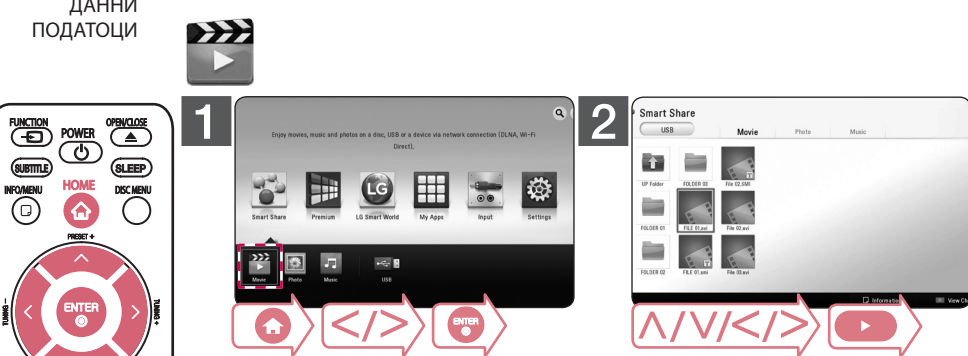 ДАННИ
ПОДАТОЦИ
FUNCTION
POWER
OPEN/CLOSE
SUBTITLE
SLEEP
INFO/MENU
HOME
DISC MENU
PRESET +
TUNING –
ENTER
TUNING +
1
Enjoy movies, music and photos on a disc, USB or a device via network connection (DLNA, Wi-Fi
Direct).
LG
Smart Share
Premium
LG Smart World
My Apps
Input
Settings
Movie
Photo
Music
USB
</>
ENTER
2
Smart Share
USB
Movie
Photo
Music
UP Folder
FOLDER 03
File 02.SMI
FOLDER 01
FILE 01.avi
File 02.avi
FOLDER 02
FILE 01.smi
File 03.avi
Information
View Ch
Λ/V/</>